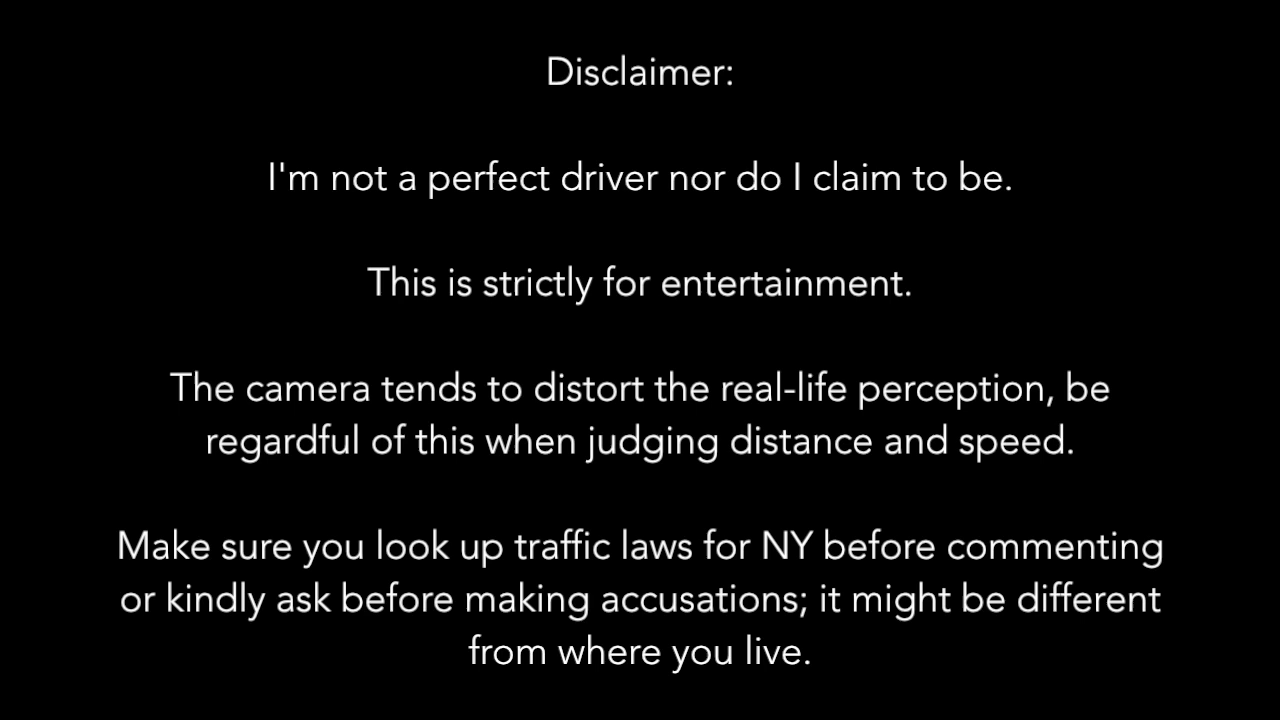 Disclaimer:
I'm not a perfect driver nor do I claim to be.
This is strictly for entertainment.
The camera tends to distort the real-life perception, be
regardful of this when judging distance and speed.
Make sure you look up traffic laws for NY before commenting
or kindly ask before making accusations; it might be different
from where you live.